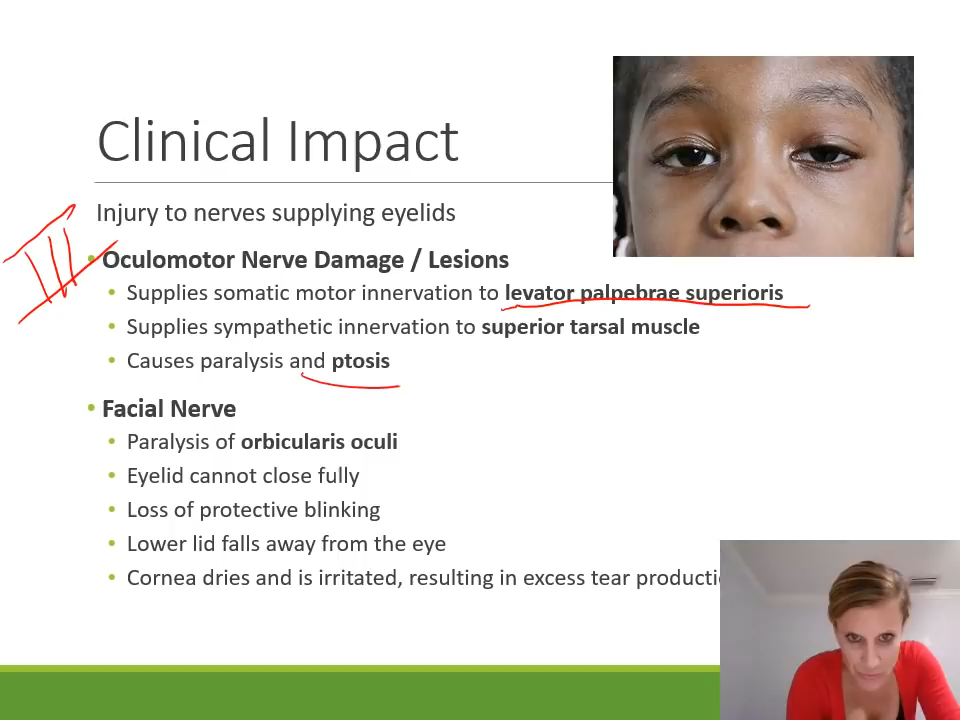 Clinical Impact
Injury to nerves supplying eyelids
III
• Oculomotor Nerve Damage / Lesions
• Supplies somatic motor innervation to levator palpebrae superioris
• Supplies sympathetic innervation to superior tarsal muscle
• Causes paralysis and ptosis
• Facial Nerve
• Paralysis of orbicularis oculi
• Eyelid cannot close fully
• Loss of protective blinking
• Lower lid falls away from the eye
• Cornea dries and is irritated, resulting in excess tear